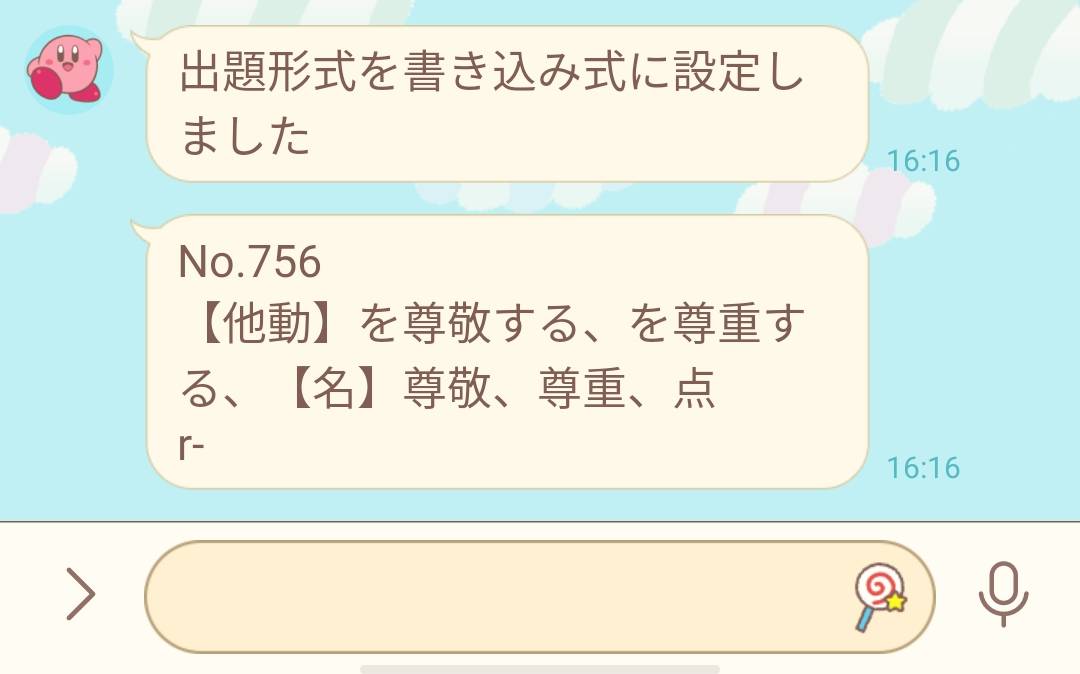 出題形式を書き込み式に設定し
ました
16:16
No.756
【他動】を尊敬する、を尊重す
る、【名】尊敬、尊重、点
r-
16:16